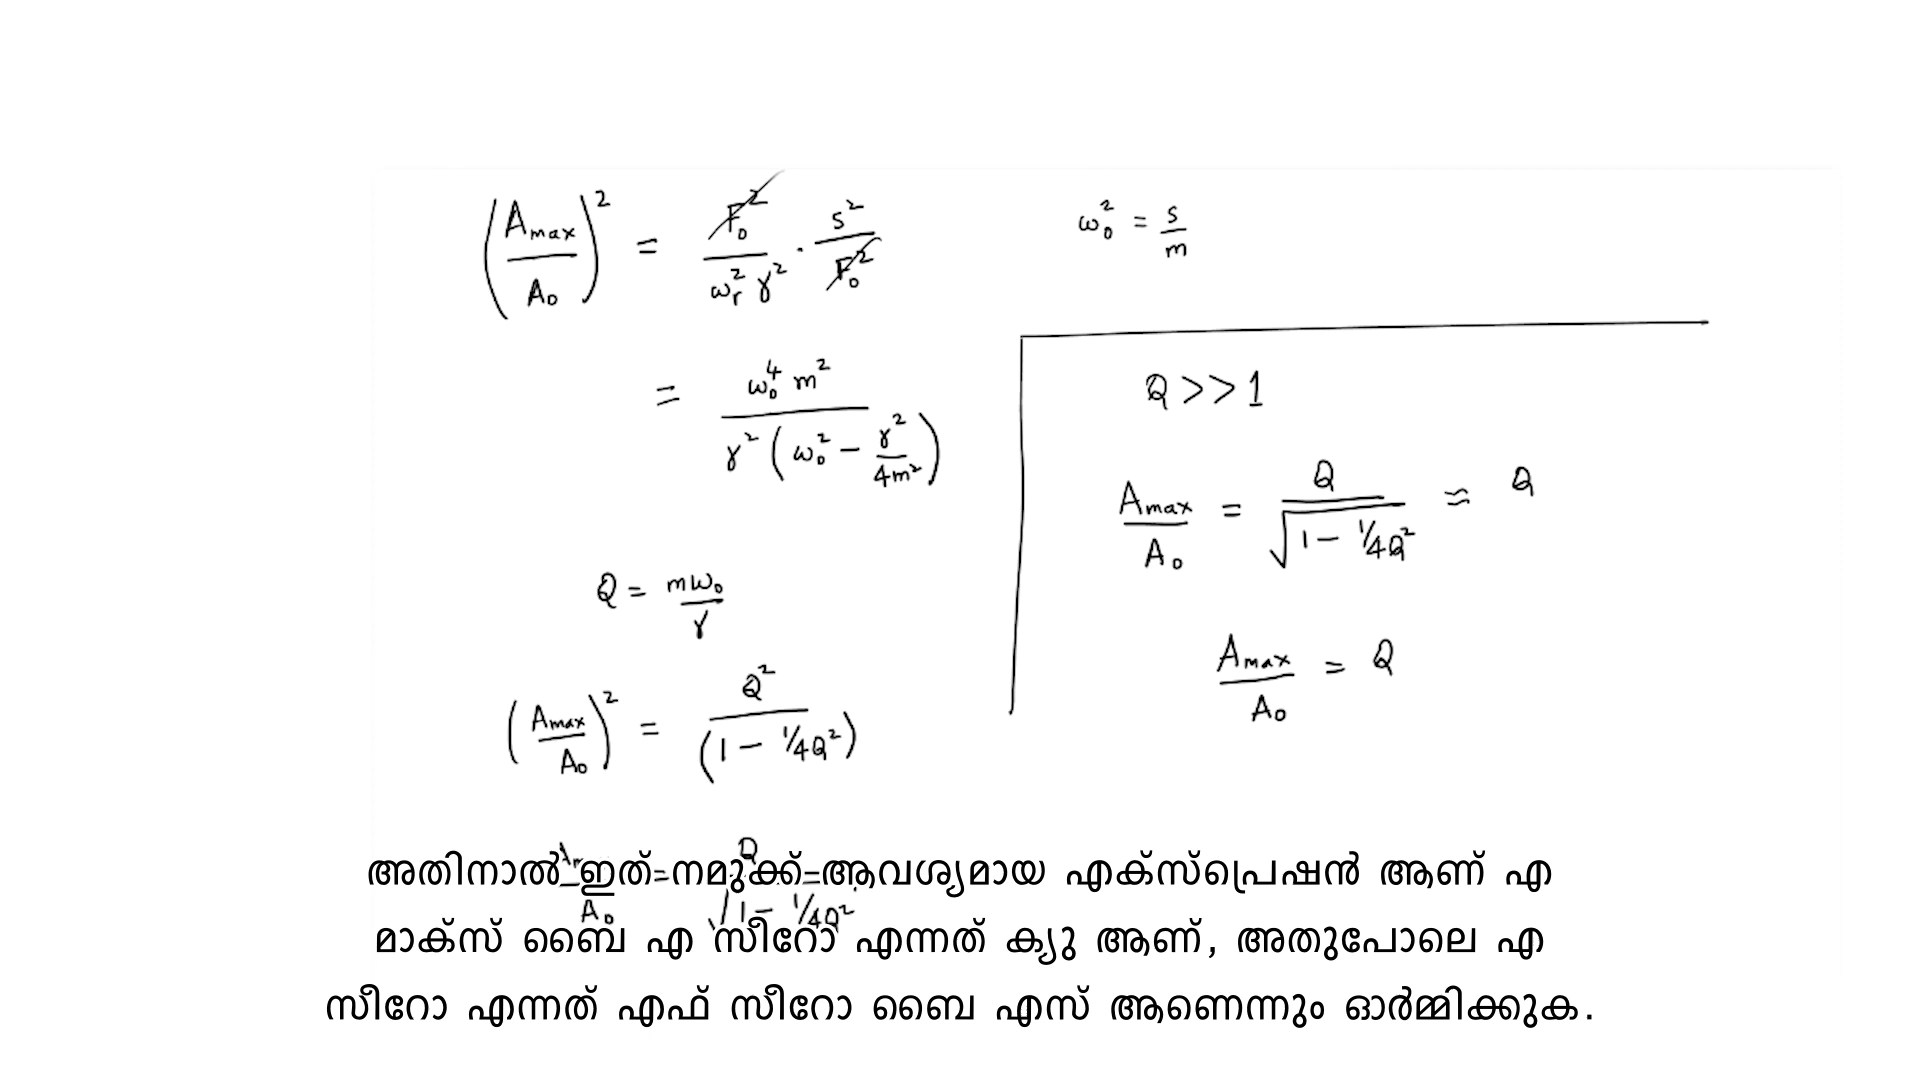 (Amax/A₀)² = F₀²/ωᵣ²γ² · s²/F₀²
ω₀² = s/m
= ω₀⁴ m² / γ² (ω₀² − γ²/4m²)
Q = mω₀/γ
(Amax/A₀)² = Q²/(1 − 1/4Q²)
Q >> 1
Amax/A₀ = Q/√(1 − 1/4Q²) ≈ Q
Amax/A₀ = Q
അതിനാൽ ഇത് നമുക്ക് ആവശ്യമായ എക്സ്പ്രെഷൻ ആണ് എ
മാക്സ് ബൈ എ സീറോ എന്നത് ക്യു ആണ്, അതുപോലെ എ
സീറോ എന്നത് എഫ് സീറോ ബൈ എസ് ആണെന്നും ഓർമ്മിക്കുക.